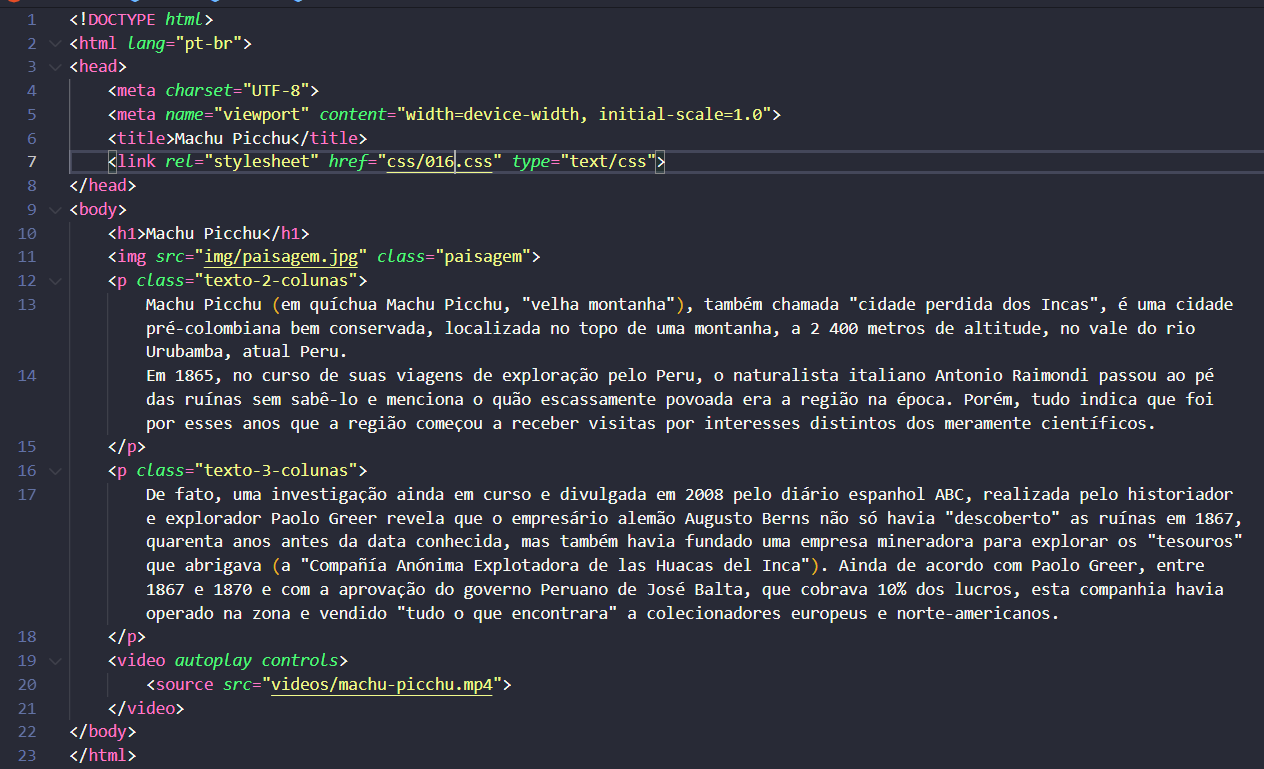 1 <!DOCTYPE html>
2 <html lang="pt-br">
3 <head>
4 <meta charset="UTF-8">
5 <meta name="viewport" content="width=device-width, initial-scale=1.0">
6 <title>Machu Picchu</title>
7 <link rel="stylesheet" href="css/016.css" type="text/css">
8 </head>
9 <body>
10 <h1>Machu Picchu</h1>
11 <img src="img/paisagem.jpg" class="paisagem">
12 <p class="texto-2-colunas">
13 Machu Picchu (em quíchua Machu Picchu, "velha montanha"), também chamada "cidade perdida dos Incas", é uma cidade
pré-colombiana bem conservada, localizada no topo de uma montanha, a 2 400 metros de altitude, no vale do rio
Urubamba, atual Peru.
14 Em 1865, no curso de suas viagens de exploração pelo Peru, o naturalista italiano Antonio Raimondi passou ao pé
das ruínas sem sabê-lo e menciona o quão escassamente povoada era a região na época. Porém, tudo indica que foi
por esses anos que a região começou a receber visitas por interesses distintos dos meramente científicos.
15 </p>
16 <p class="texto-3-colunas">
17 De fato, uma investigação ainda em curso e divulgada em 2008 pelo diário espanhol ABC, realizada pelo historiador
e explorador Paolo Greer revela que o empresário alemão Augusto Berns não só havia "descoberto" as ruínas em 1867,
quarenta anos antes da data conhecida, mas também havia fundado uma empresa mineradora para explorar os "tesouros"
que abrigava (a "Compañía Anónima Explotadora de las Huacas del Inca"). Ainda de acordo com Paolo Greer, entre
1867 e 1870 e com a aprovação do governo Peruano de José Balta, que cobrava 10% dos lucros, esta companhia havia
operado na zona e vendido "tudo o que encontrara" a colecionadores europeus e norte-americanos.
18 </p>
19 <video autoplay controls>
20 <source src="videos/machu-picchu.mp4">
21 </video>
22 </body>
23 </html>